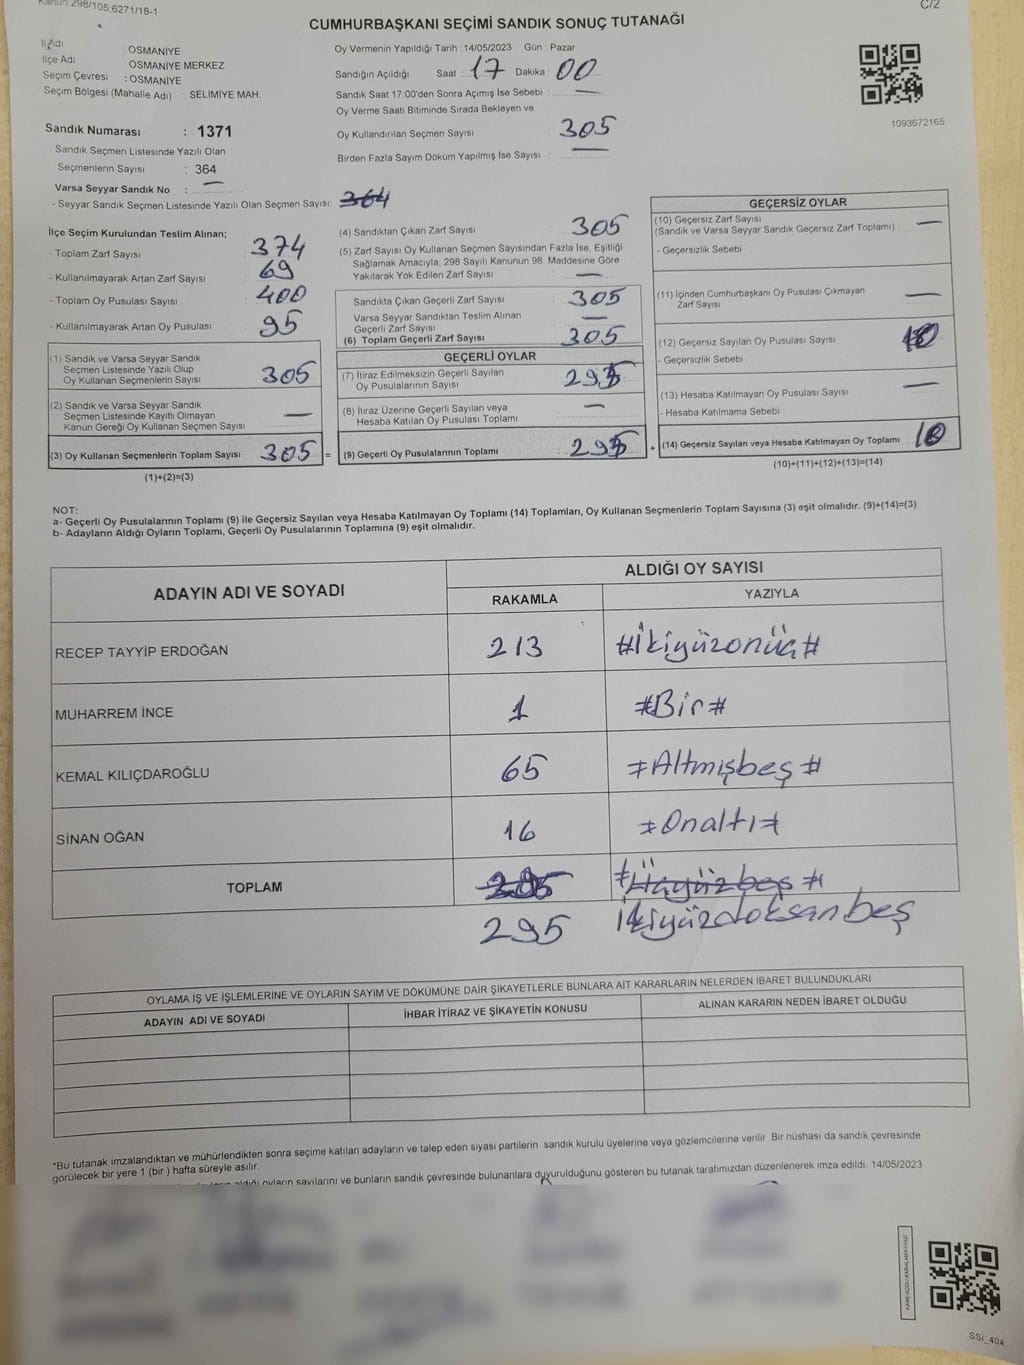 Kanun:298/105,6271/18-1
C/2
CUMHURBAŞKANI SEÇİMİ SANDIK SONUÇ TUTANAĞI
İl Adı : OSMANİYE
İlçe Adı : OSMANİYE MERKEZ
Seçim Çevresi : OSMANİYE
Seçim Bölgesi (Mahalle Adı) : SELİMİYE MAH.
Oy Vermenin Yapıldığı Tarih :14/05/2023 Gün : Pazar
Sandığın Açıldığı Saat : 17 Dakika : 00
Sandık Saat 17:00'den Sonra Açımış İse Sebebi : —
Oy Verme Saati Bitiminde Sırada Bekleyen ve
Oy Kullandırılan Seçmen Sayısı : 305
Birden Fazla Sayım Döküm Yapılmış İse Sayısı : —
1093672165
Sandık Numarası : 1371
- Sandık Seçmen Listesinde Yazılı Olan
Seçmenlerin Sayısı : 364
Varsa Seyyar Sandık No : —
- Seyyar Sandık Seçmen Listesinde Yazılı Olan Seçmen Sayısı: 364
İlçe Seçim Kurulundan Teslim Alınan;
- Toplam Zarf Sayısı : 374
- Kullanılmayarak Artan Zarf Sayısı : 69
- Toplam Oy Pusulası Sayısı : 400
- Kullanılmayarak Artan Oy Pusulası : 95
(1) Sandık ve Varsa Seyyar Sandık
Seçmen Listesinde Yazılı Olup
Oy Kullanan Seçmenlerin Sayısı : 305
(2) Sandık ve Varsa Seyyar Sandık
Seçmen Listesinde Kayıtlı Olmayan
Kanun Gereği Oy Kullanan Seçmen Sayısı : —
(3) Oy Kullanan Seçmenlerin Toplam Sayısı : 305 =
(1)+(2)=(3)
(4) Sandıktan Çıkan Zarf Sayısı : 305
(5) Zarf Sayısı Oy Kullanan Seçmen Sayısından Fazla İse, Eşitliği
Sağlamak Amacıyla; 298 Sayılı Kanunun 98. Maddesine Göre
Yakılarak Yok Edilen Zarf Sayısı : —
Sandıkta Çıkan Geçerli Zarf Sayısı : 305
Varsa Seyyar Sandıktan Teslim Alınan
Geçerli Zarf Sayısı : —
(6) Toplam Geçerli Zarf Sayısı : 305
GEÇERLİ OYLAR
(7) İtiraz Edilmeksizin Geçerli Sayılan
Oy Pusulalarının Sayısı : 295
(8) İtiraz Üzerine Geçerli Sayılan veya
Hesaba Katılan Oy Pusulası Toplamı : —
(9) Geçerli Oy Pusulalarının Toplamı : 295 +
GEÇERSİZ OYLAR
(10) Geçersiz Zarf Sayısı
(Sandık ve Varsa Seyyar Sandık Geçersiz Zarf Toplamı) : —
- Geçersizlik Sebebi :
(11) İçinden Cumhurbaşkanı Oy Pusulası Çıkmayan
Zarf Sayısı : —
(12) Geçersiz Sayılan Oy Pusulası Sayısı : 10
- Geçersizlik Sebebi :
(13) Hesaba Katılmayan Oy Pusulası Sayısı : —
- Hesaba Katılmama Sebebi :
(14) Geçersiz Sayılan veya Hesaba Katılmayan Oy Toplamı : 10
(10)+(11)+(12)+(13)=(14)
NOT:
a- Geçerli Oy Pusulalarının Toplamı (9) ile Geçersiz Sayılan veya Hesaba Katılmayan Oy Toplamı (14) Toplamları, Oy Kullanan Seçmenlerin Toplam Sayısına (3) eşit olmalıdır. (9)+(14)=(3)
b- Adayların Aldığı Oyların Toplamı, Geçerli Oy Pusulalarının Toplamına (9) eşit olmalıdır.
ADAYIN ADI VE SOYADI
ALDIĞI OY SAYISI
RAKAMLA YAZIYLA
RECEP TAYYİP ERDOĞAN 213 #İkiyüzonüç#
MUHARREM İNCE 1 #Bir#
KEMAL KILIÇDAROĞLU 65 #Altmışbeş#
SİNAN OĞAN 16 #Onaltı#
TOPLAM 305 #Üçyüzbeş#
295 İkiyüzdoksanbeş
OYLAMA İŞ VE İŞLEMLERİNE VE OYLARIN SAYIM VE DÖKÜMÜNE DAİR ŞİKAYETLERLE BUNLARA AİT KARARLARIN NELERDEN İBARET BULUNDUKLARI
ADAYIN ADI VE SOYADI İHBAR İTİRAZ VE ŞİKAYETİN KONUSU ALINAN KARARIN NEDEN İBARET OLDUĞU
*Bu tutanak imzalandıktan ve mühürlendikten sonra seçime katılan adayların ve talep eden siyasi partilerin sandık kurulu üyelerine veya gözlemcilerine verilir. Bir nüshası da sandık çevresinde
görülecek bir yere 1 (bir ) hafta süreyle asılır.
aldığı oyların sayılarını ve bunların sandık çevresinde bulunanlara duyurulduğunu gösteren bu tutanak tarafımızdan düzenlenerek imza edildi. 14/05/2023
SSİ_404